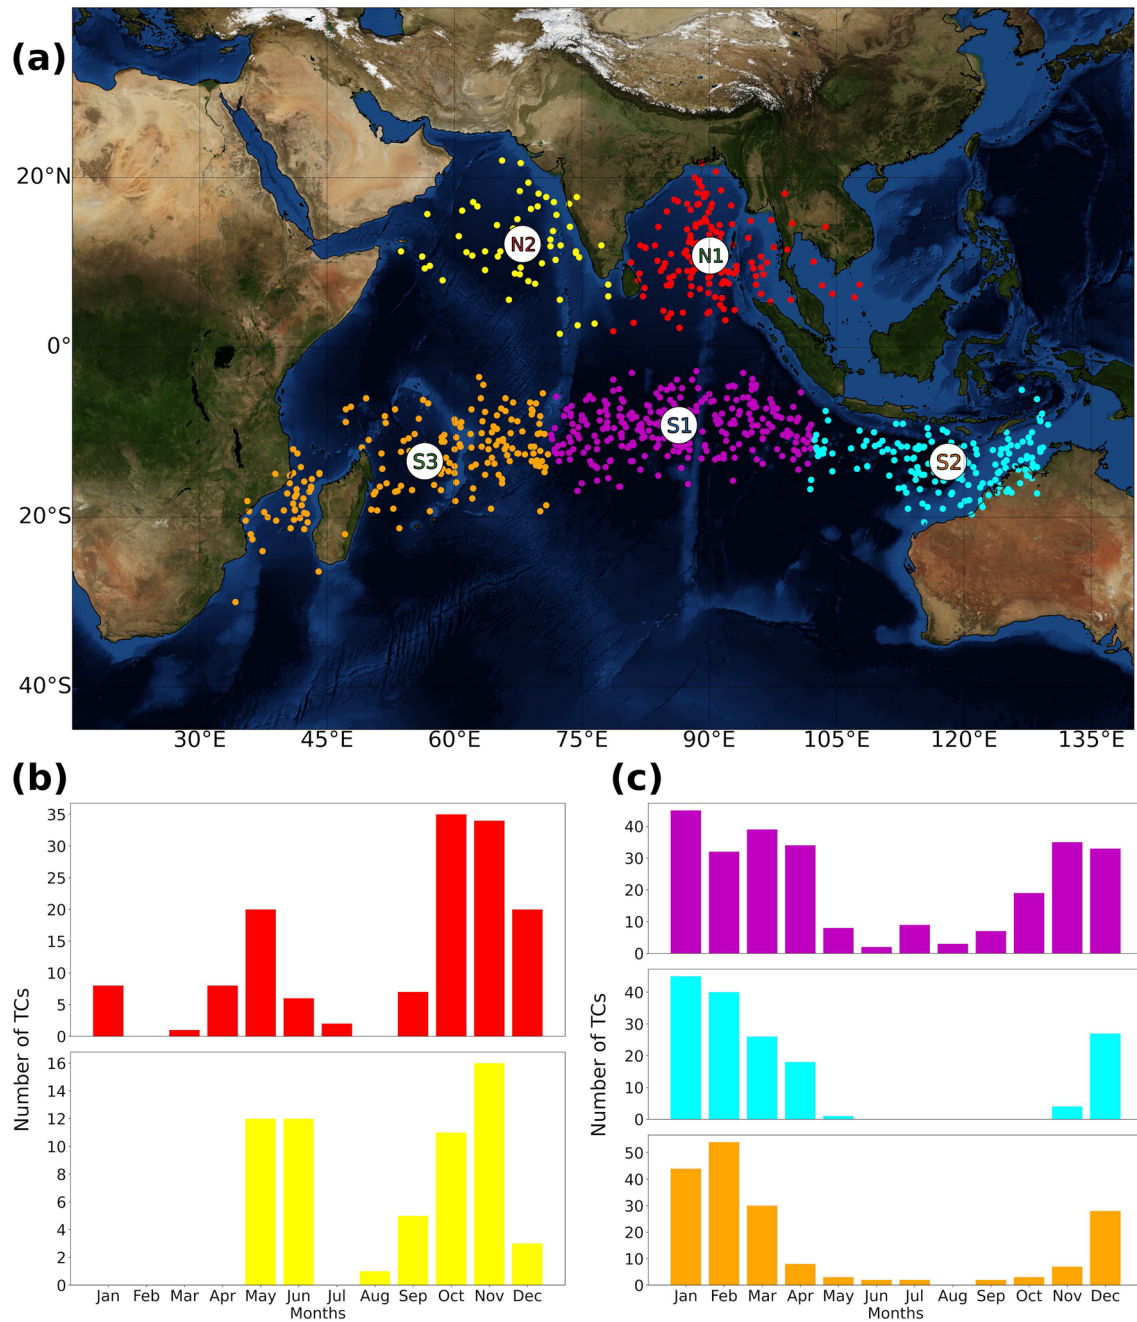 (a)
20°N
0°
20°S
40°S
N2
N1
S1
S3
S2
30°E 45°E 60°E 75°E 90°E 105°E 120°E 135°E
(b)
35
30
25
20
15
10
5
0
16
14
12
10
8
6
4
2
0
Number of TCs
Jan Feb Mar Apr May Jun Jul Aug Sep Oct Nov Dec
Months
(c)
40
30
20
10
0
40
30
20
10
0
50
40
30
20
10
0
Number of TCs
Jan Feb Mar Apr May Jun Jul Aug Sep Oct Nov Dec
Months